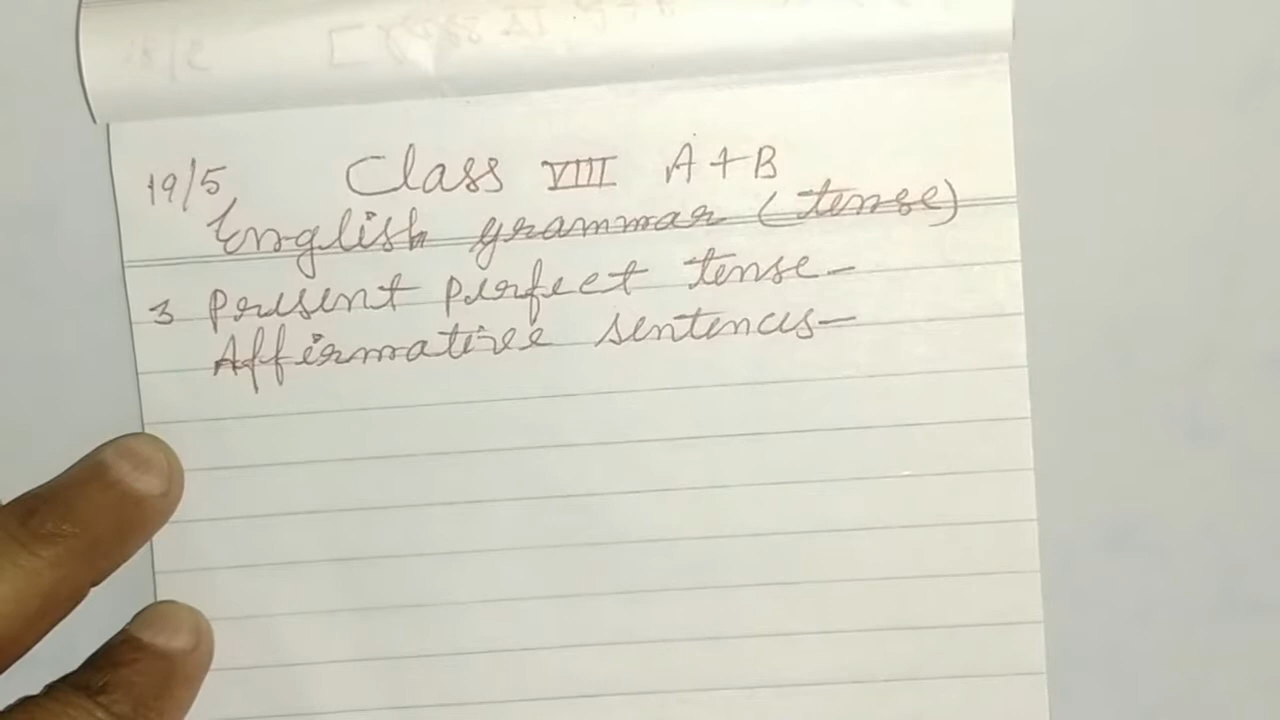 19/5 Class VIII A+B
English grammar (tense)
3 Present perfect tense-
Affirmative sentences-